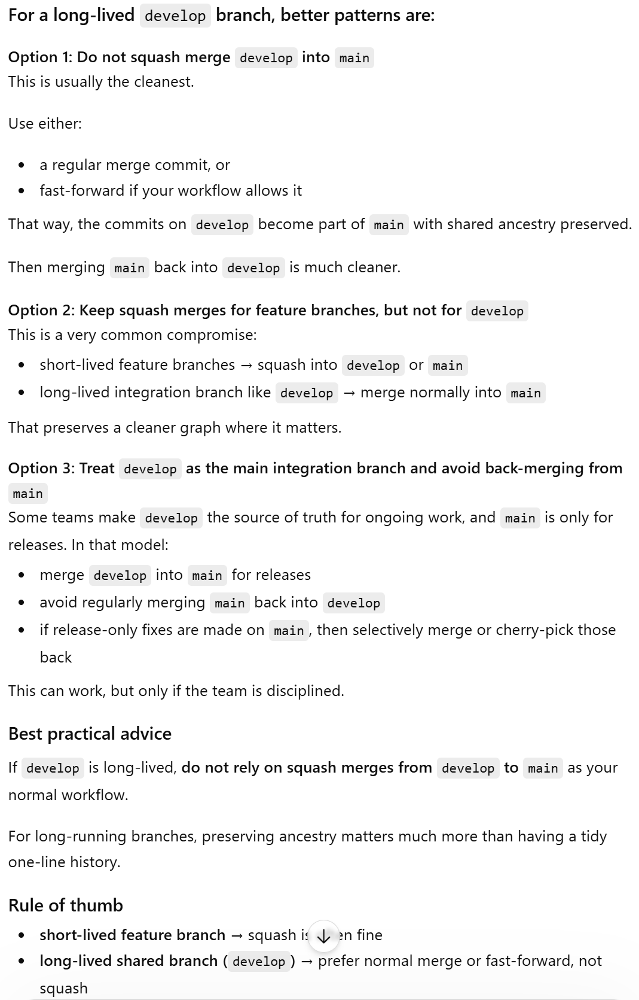 For a long-lived develop branch, better patterns are:
Option 1: Do not squash merge develop into main
This is usually the cleanest.
Use either:
• a regular merge commit, or
• fast-forward if your workflow allows it
That way, the commits on develop become part of main with shared ancestry preserved.
Then merging main back into develop is much cleaner.
Option 2: Keep squash merges for feature branches, but not for develop
This is a very common compromise:
• short-lived feature branches → squash into develop or main
• long-lived integration branch like develop → merge normally into main
That preserves a cleaner graph where it matters.
Option 3: Treat develop as the main integration branch and avoid back-merging from
main
Some teams make develop the source of truth for ongoing work, and main is only for
releases. In that model:
• merge develop into main for releases
• avoid regularly merging main back into develop
• if release-only fixes are made on main, then selectively merge or cherry-pick those
back
This can work, but only if the team is disciplined.
Best practical advice
If develop is long-lived, do not rely on squash merges from develop to main as your
normal workflow.
For long-running branches, preserving ancestry matters much more than having a tidy
one-line history.
Rule of thumb
• short-lived feature branch → squash is fine
• long-lived shared branch (develop) → prefer normal merge or fast-forward, not
squash